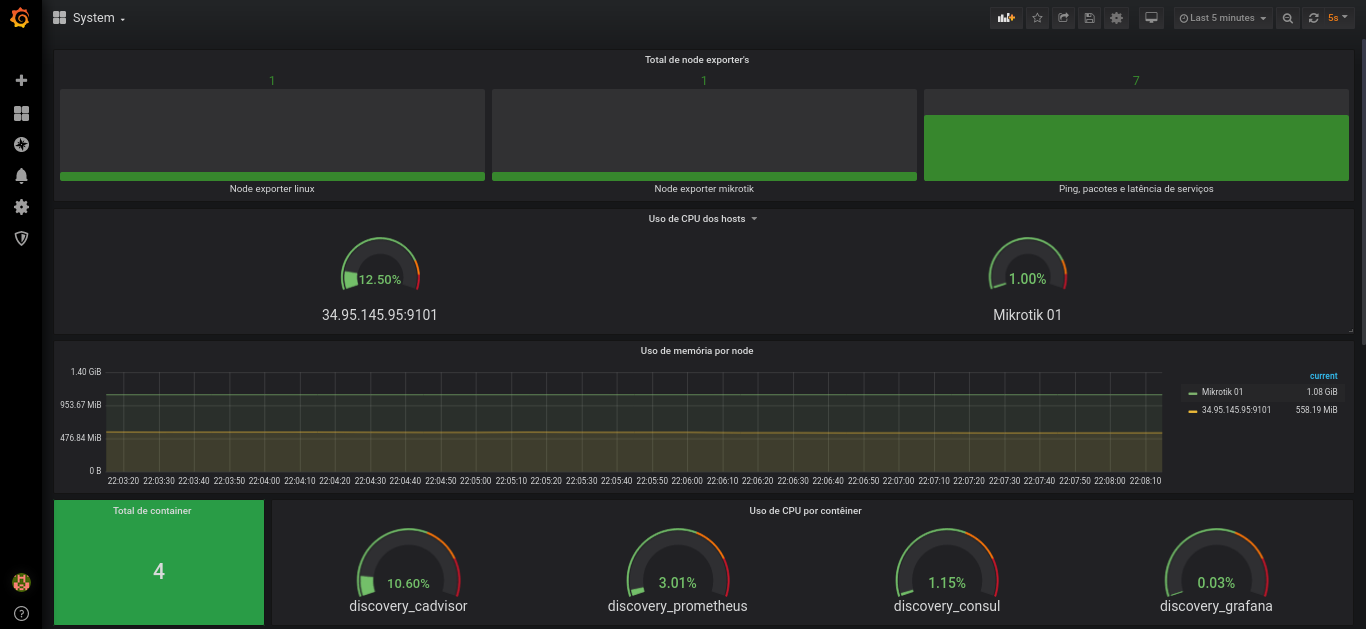 System
Last 5 minutes
5s
Total de node exporter's
1
1
7
Node exporter linux
Node exporter mikrotik
Ping, pacotes e latência de serviços
Uso de CPU dos hosts
12.50%
1.00%
34.95.145.95:9101
Mikrotik 01
Uso de memória por node
1.40 GiB
953.67 MiB
476.84 MiB
0 B
22:03:20 22:03:30 22:03:40 22:03:50 22:04:00 22:04:10 22:04:20 22:04:30 22:04:40 22:04:50 22:05:00 22:05:10 22:05:20 22:05:30 22:05:40 22:05:50 22:06:00 22:06:10 22:06:20 22:06:30 22:06:40 22:06:50 22:07:00 22:07:10 22:07:20 22:07:30 22:07:40 22:07:50 22:08:00 22:08:10
current
Mikrotik 01 1.08 GiB
34.95.145.95:9101 558.19 MiB
Total de container
4
Uso de CPU por contêiner
10.60%
3.01%
1.15%
0.03%
discovery_cadvisor
discovery_prometheus
discovery_consul
discovery_grafana